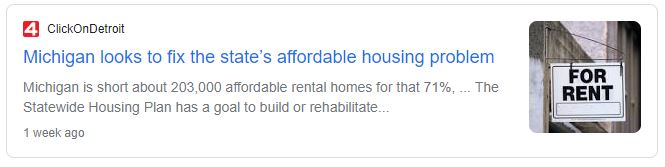 4 ClickOnDetroit
Michigan looks to fix the state’s affordable housing problem
Michigan is short about 203,000 affordable rental homes for that 71%, ... The
Statewide Housing Plan has a goal to build or rehabilitate...
1 week ago
FOR
RENT